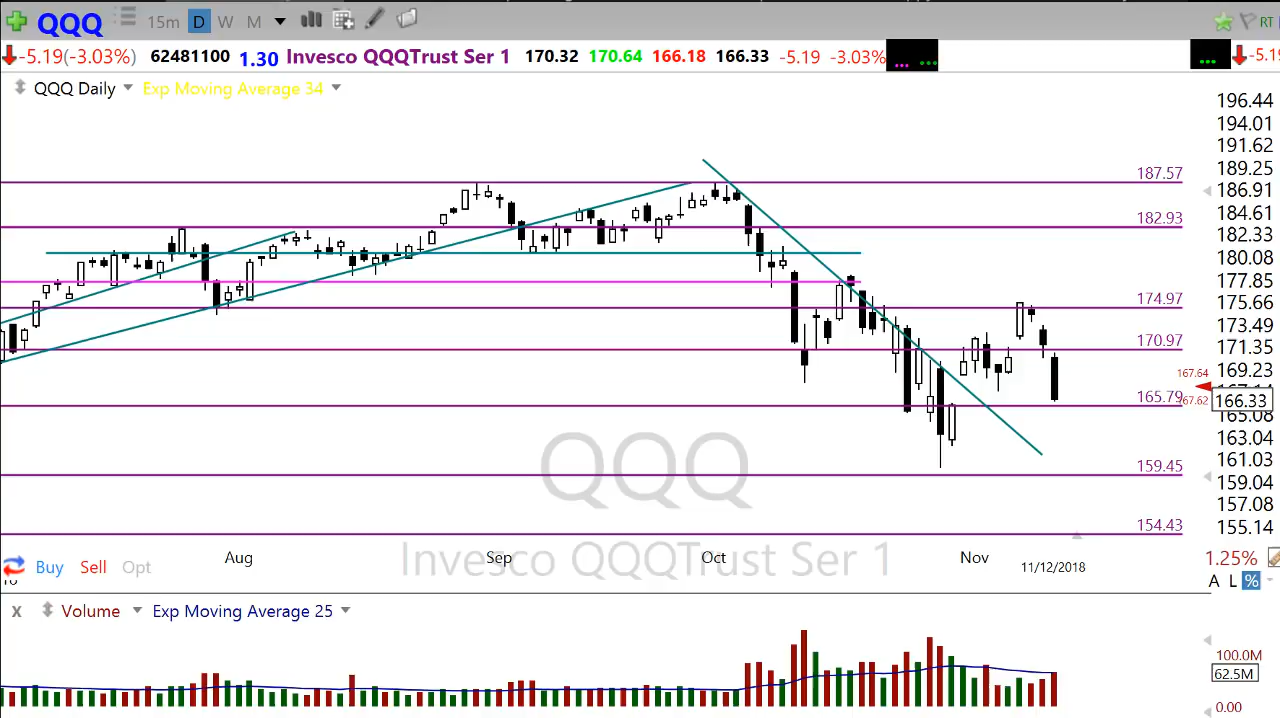 QQQ 15m D W M RT
-5.19(-3.03%) 62481100 1.30 Invesco QQQTrust Ser 1 170.32 170.64 166.18 166.33 -5.19 -3.03% -5.19
QQQ Daily Exp Moving Average 34
196.44
194.01
191.62
187.57 189.25
186.91
182.93 184.61
182.33
180.08
177.85
174.97 175.66
173.49
170.97 171.35
167.64 169.23
165.79 167.62 166.33
165.08
163.04
159.45 161.03
159.04
157.08
154.43 155.14
QQQ
Invesco QQQTrust Ser 1
Aug Sep Oct Nov 11/12/2018 1.25%
Buy Sell Opt
A L %
X Volume Exp Moving Average 25
100.0M
62.5M
0.00